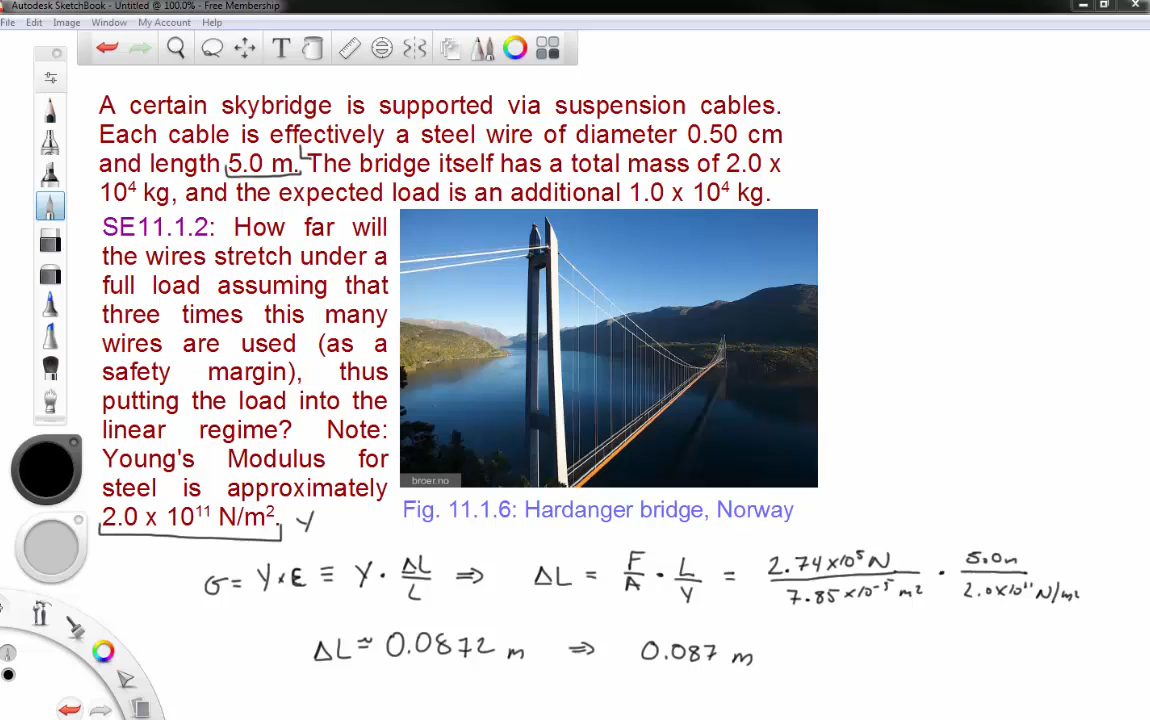 Autodesk SketchBook - Untitled @ 100.0% - Free Membership
File Edit Image Window My Account Help
A certain skybridge is supported via suspension cables.
Each cable is effectively a steel wire of diameter 0.50 cm
and length 5.0 m. The bridge itself has a total mass of 2.0 x
10⁴ kg, and the expected load is an additional 1.0 x 10⁴ kg.
L
SE11.1.2: How far will
the wires stretch under a
full load assuming that
three times this many
wires are used (as a
safety margin), thus
putting the load into the
linear regime? Note:
Young's Modulus for
steel is approximately
2.0 x 10¹¹ N/m². Y
broer.no
Fig. 11.1.6: Hardanger bridge, Norway
σ = Y × ε ≡ Y · ΔL/L ⇒ ΔL = F/A · L/Y = 2.74×10⁵ N / 7.85×10⁻⁵ m² · 5.0m / 2.0×10¹¹ N/m²
ΔL ≃ 0.0872 m ⇒ 0.087 m